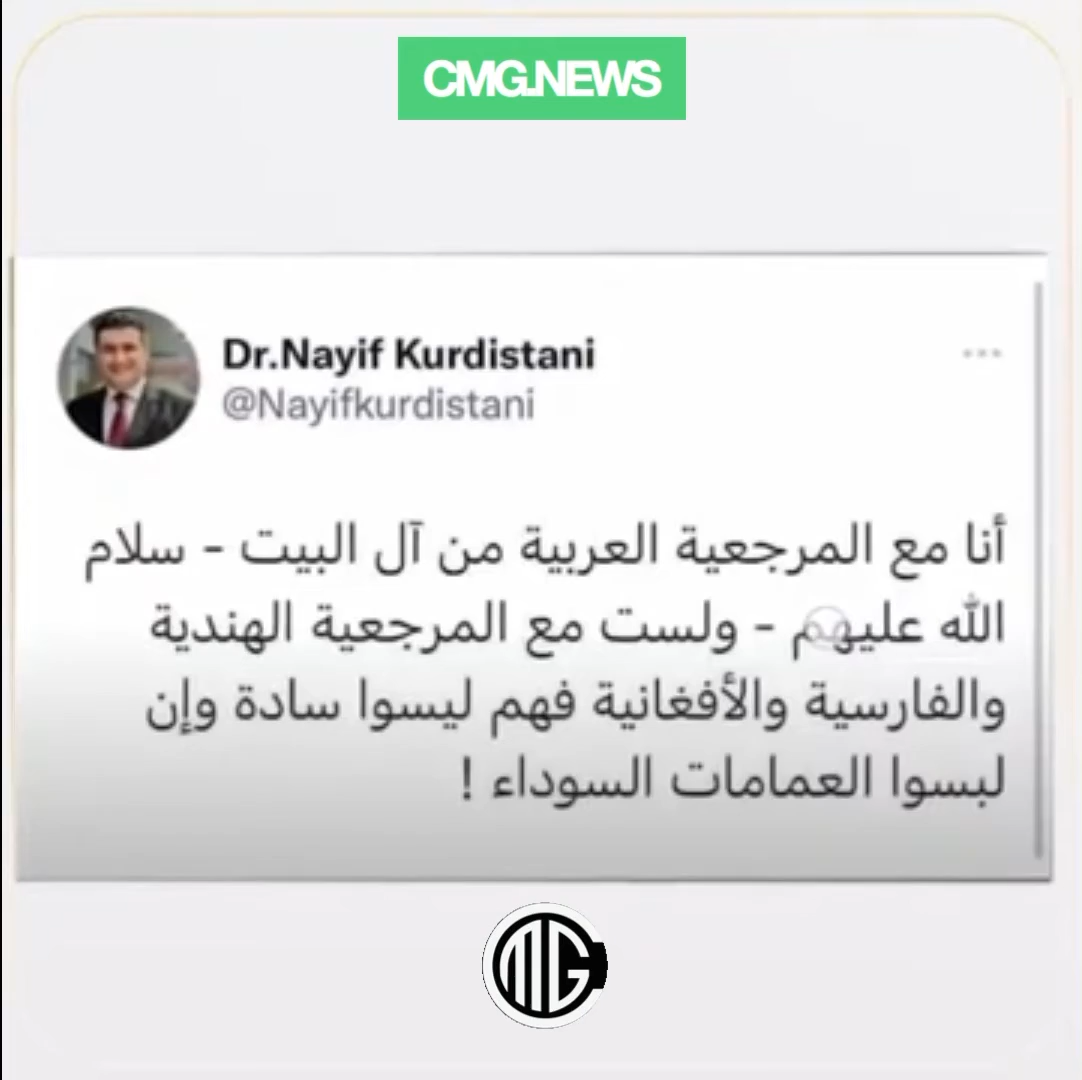 CMG.NEWS
Dr.Nayif Kurdistani
@Nayifkurdistani
أنا مع المرجعية العربية من آل البيت - سلام
الله عليهم - ولست مع المرجعية الهندية
والفارسية والأفغانية فهم ليسوا سادة وإن
لبسوا العمامات السوداء !
CMG